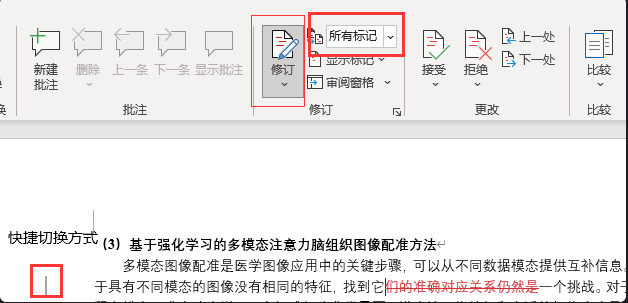 所有标记
新建
批注
删除
上一条
下一条
显示批注
修订
显示标记
审阅窗格
接受
拒绝
上一处
下一处
比较
批注
修订
更改
比较
快捷切换方式
（3）基于强化学习的多模态注意力脑组织图像配准方法
多模态图像配准是医学图像应用中的关键步骤，可以从不同数据模态提供互补信息。
于具有不同模态的图像没有相同的特征，找到它们的准确对应关系仍然是一个挑战。对于